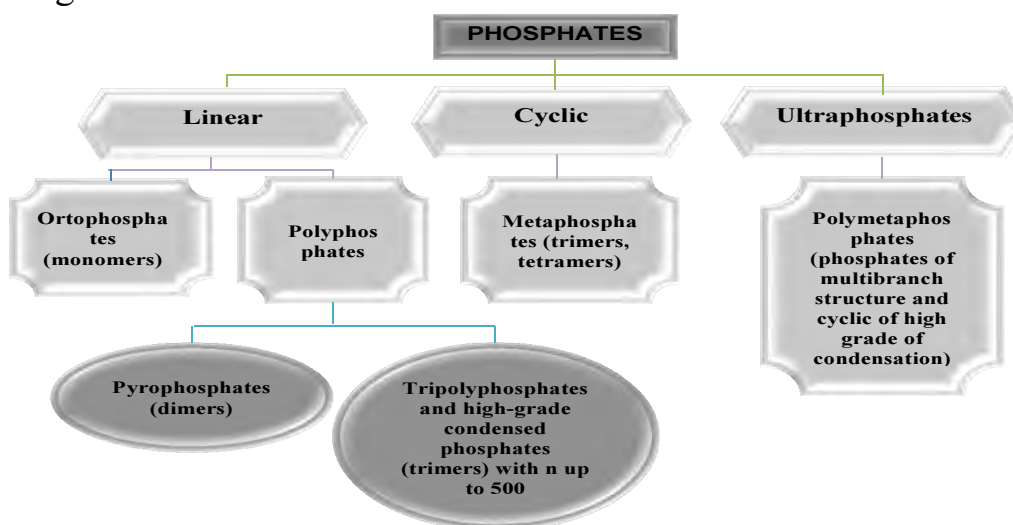 PHOSPHATES
Linear
Cyclic
Ultraphosphates
Ortophospha
tes
(monomers)
Polyphos
phates
Metaphospha
tes (trimers,
tetramers)
Polymetaphos
phates
(phosphates of
multibranch
structure and
cyclic of high
grade of
condensation)
Pyrophosphates
(dimers)
Tripolyphosphates
and high-grade
condensed
phosphates
(trimers) with n up
to 500